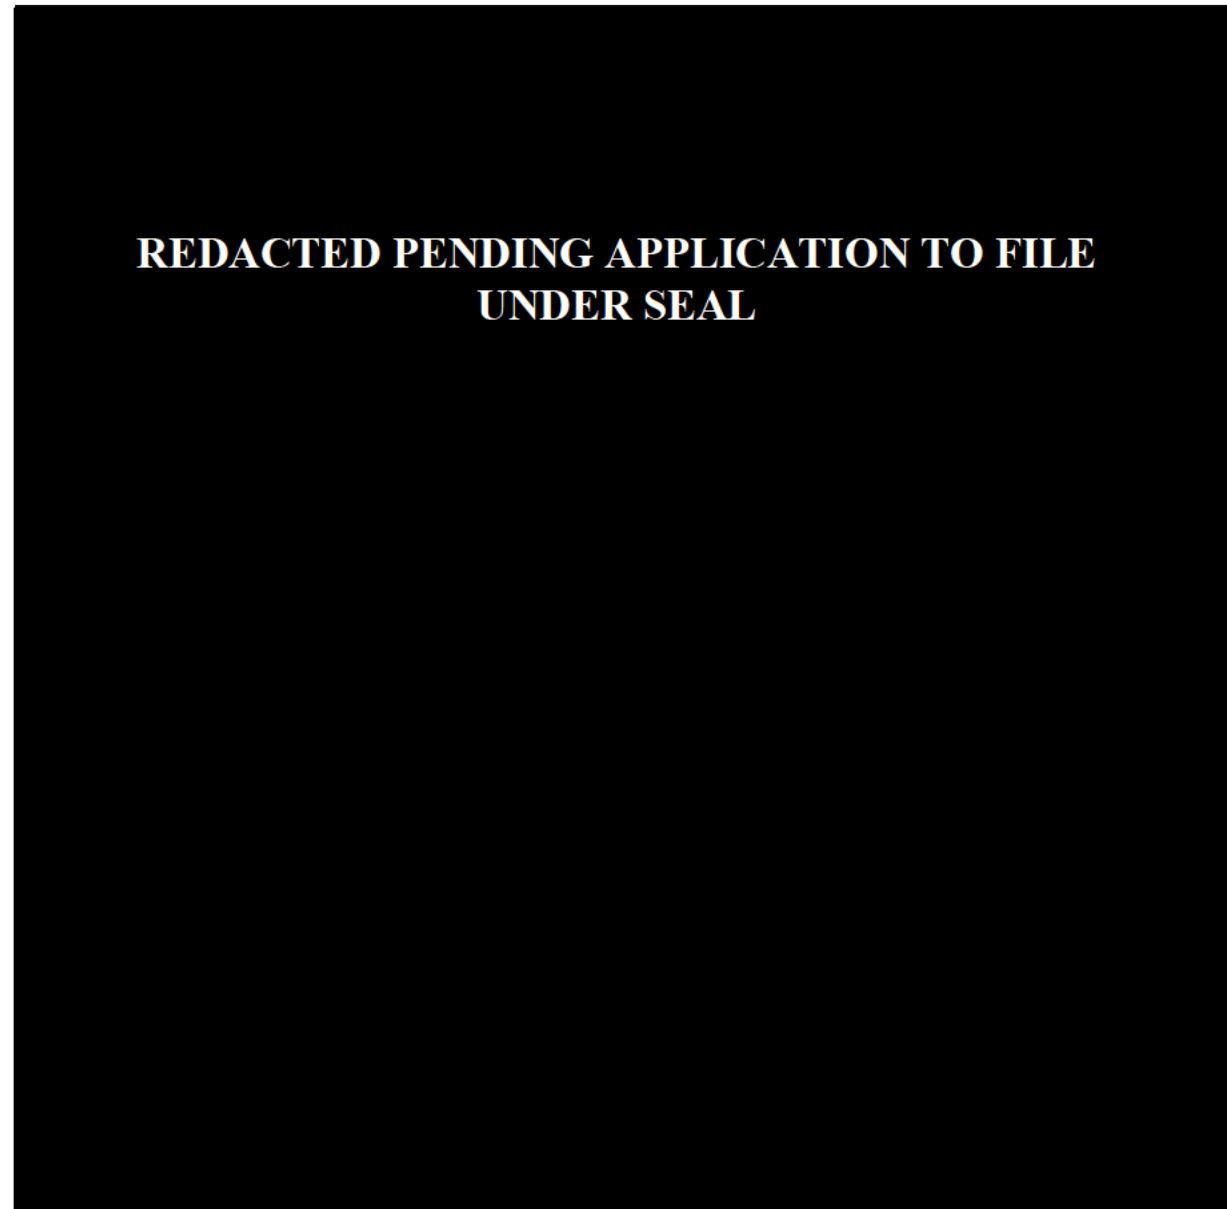 REDACTED PENDING APPLICATION TO FILE
UNDER SEAL